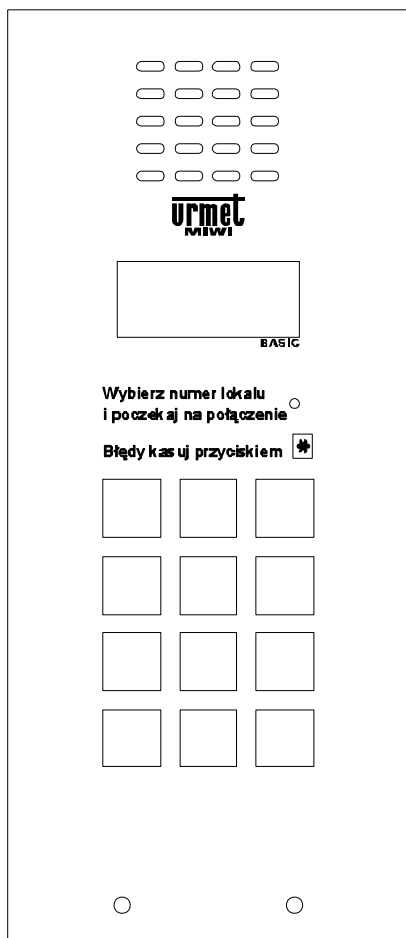 urmet
MIWI
BASIC
Wybierz numer lokalu
i poczekaj na połączenie
Błędy kasuj przyciskiem *